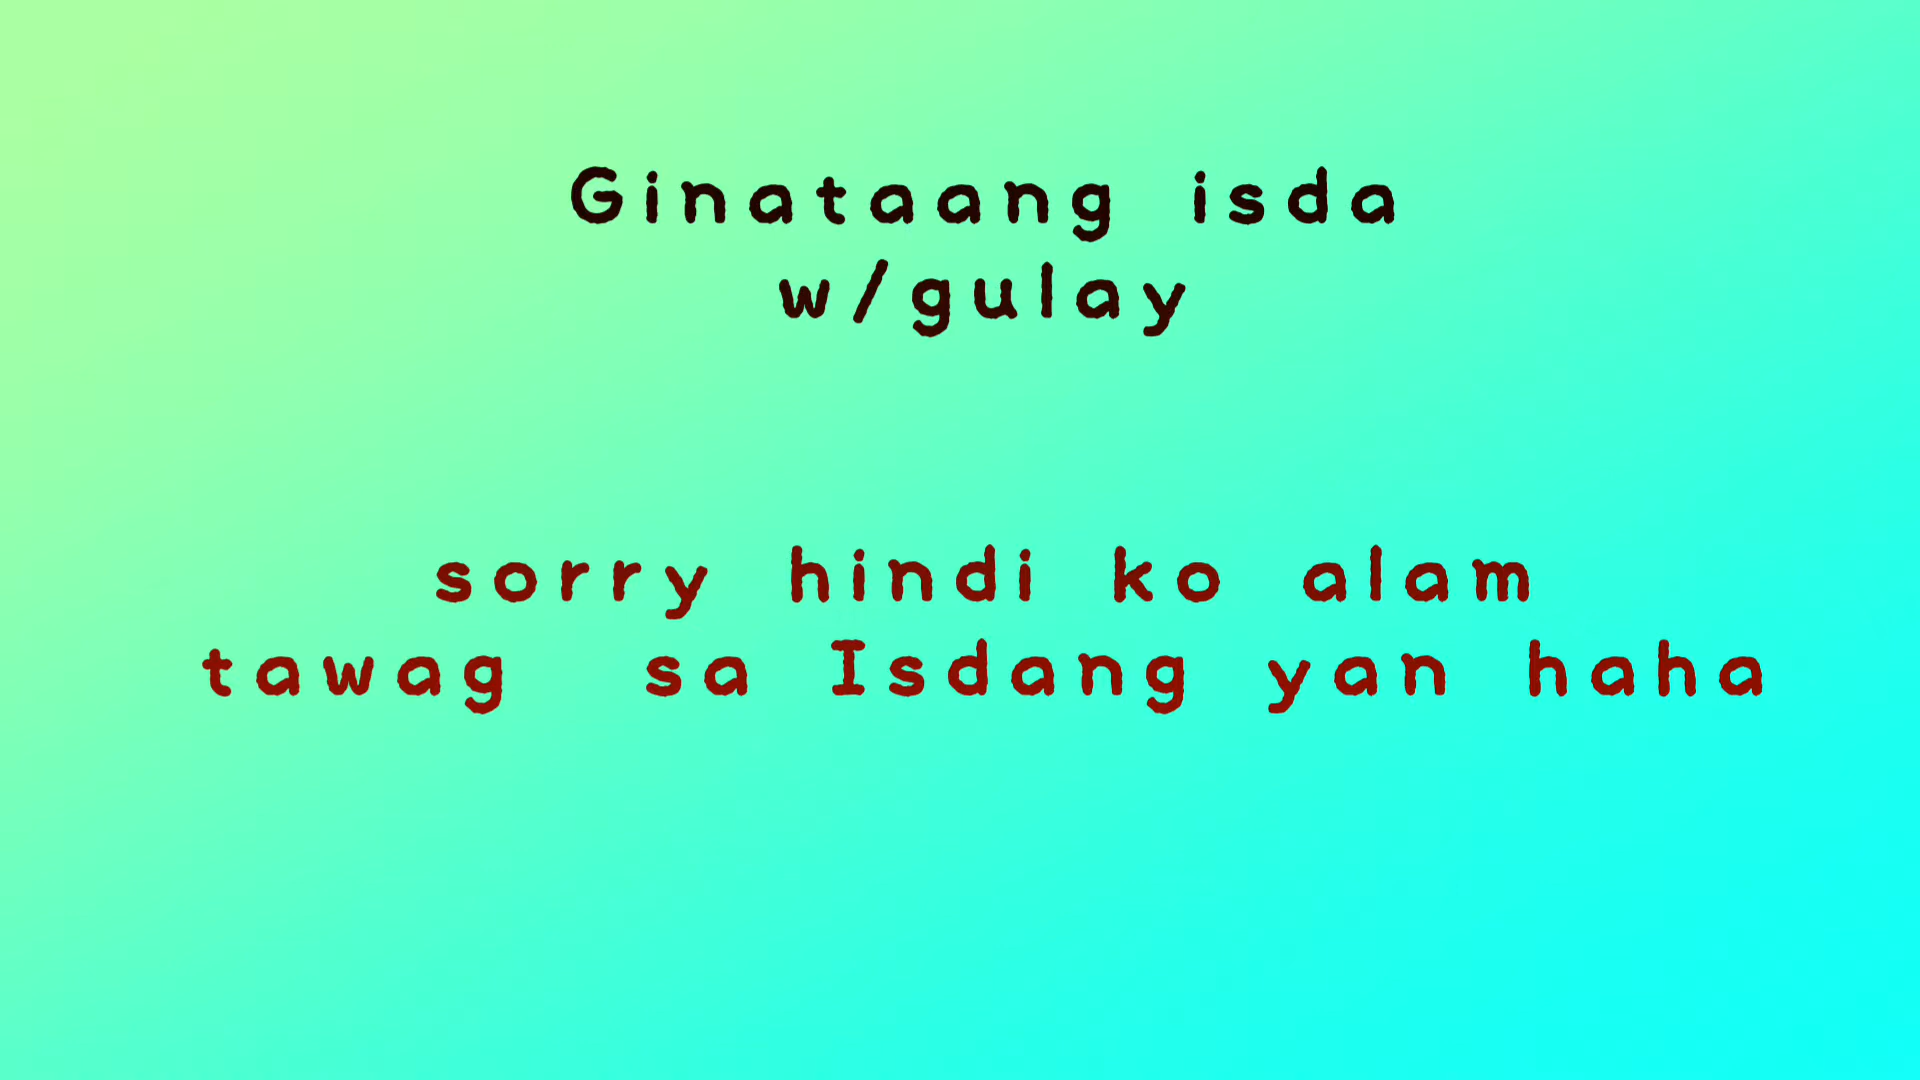 Ginataang isda
w/gulay
sorry hindi ko alam
tawag sa Isdang yan haha